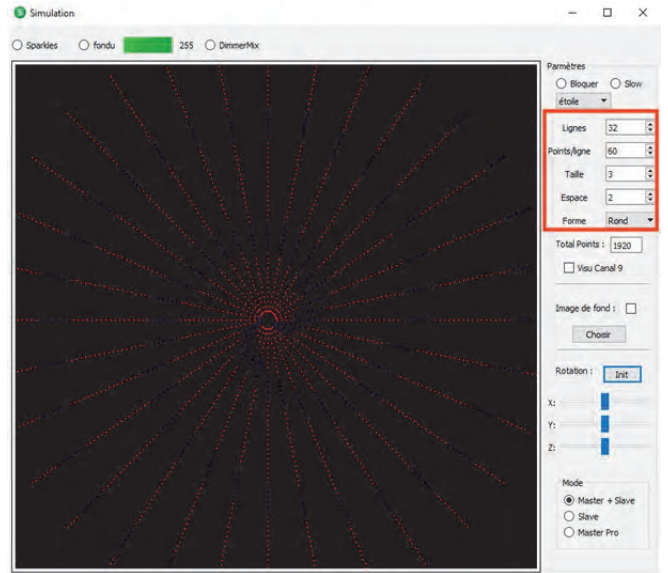 Simulation
Sparkles fondu 255 DimmerMix
Parmètres
Bloquer Slow
étoile
Lignes 32
Points/ligne 60
Taille 3
Espace 2
Forme Rond
Total Points : 1920
Visu Canal 9
Image de fond :
Choisir
Rotation : Init
X:
Y:
Z:
Mode
Master + Slave
Slave
Master Pro